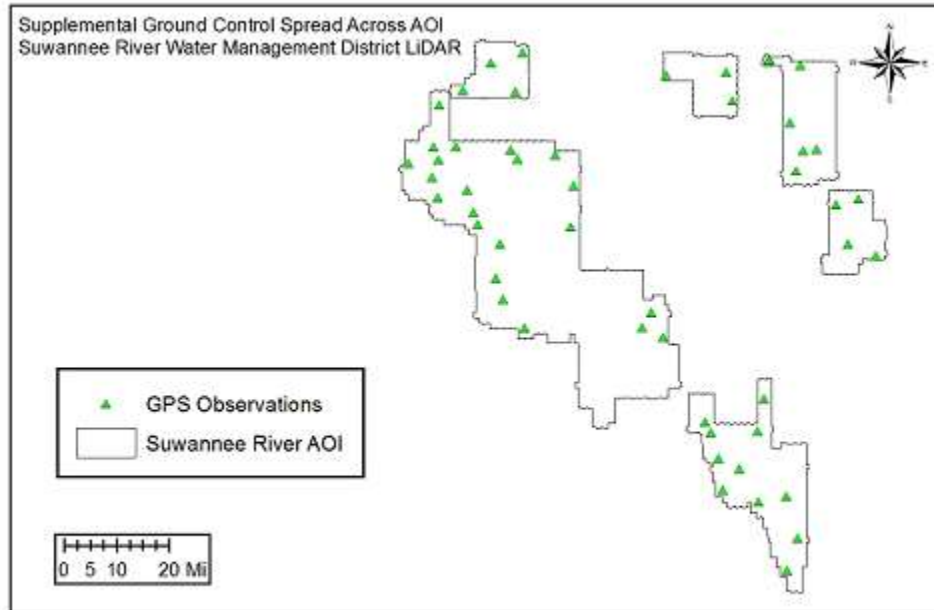 Supplemental Ground Control Spread Across AOI
Suwannee River Water Management District LiDAR
N
E
S
GPS Observations
Suwannee River AOI
0 5 10 20 Mi